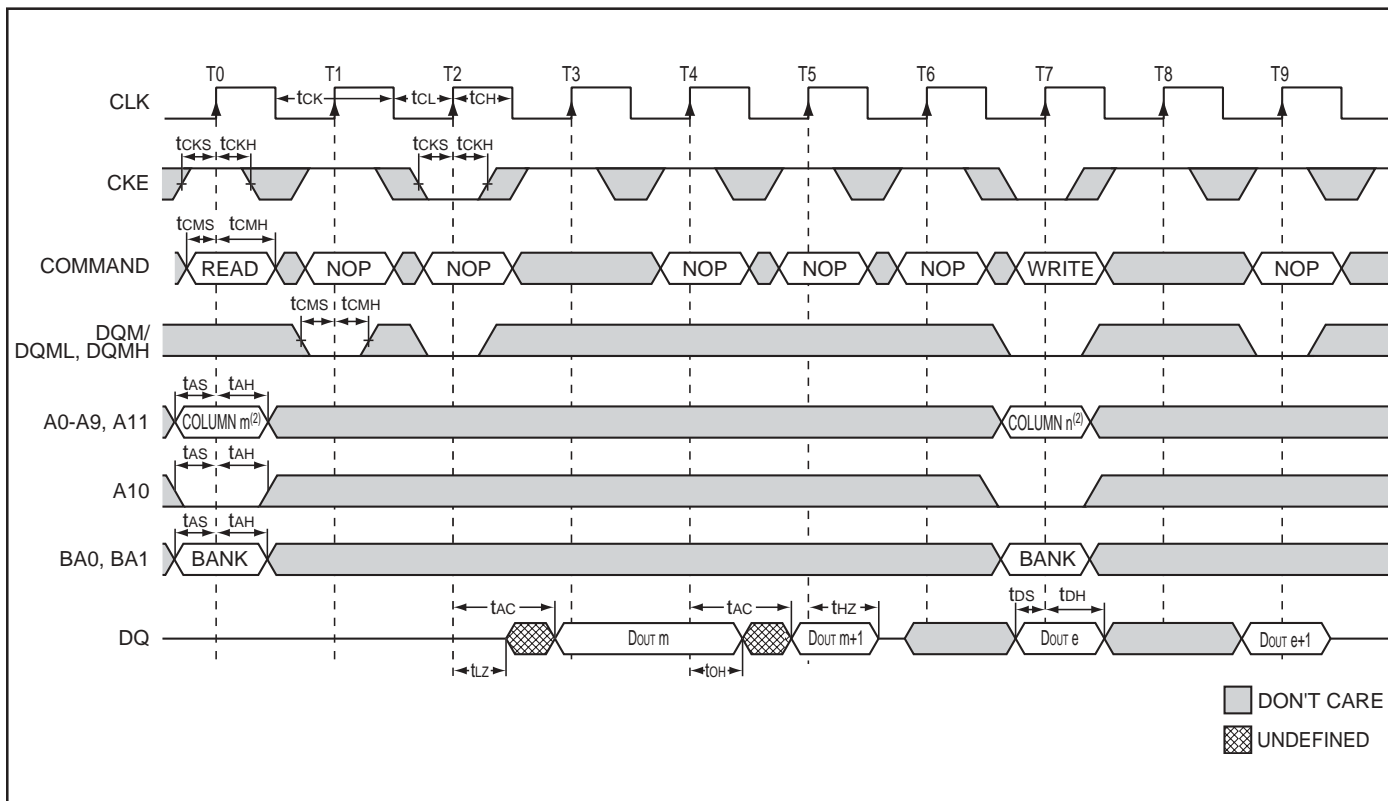 T0 T1 T2 T3 T4 T5 T6 T7 T8 T9
CLK tCK tCL tCH
tCKS tCKH tCKS tCKH
CKE
tCMS tCMH
COMMAND READ NOP NOP NOP NOP NOP WRITE NOP
tCMS tCMH
DQM/
DQML, DQMH
tAS tAH
A0-A9, A11 COLUMN m(2) COLUMN n(2)
tAS tAH
A10
tAS tAH
BA0, BA1 BANK BANK
tAC tAC tHZ tDS tDH
DQ DOUT m DOUT m+1 DOUT e DOUT e+1
tLZ tOH
DON'T CARE
UNDEFINED